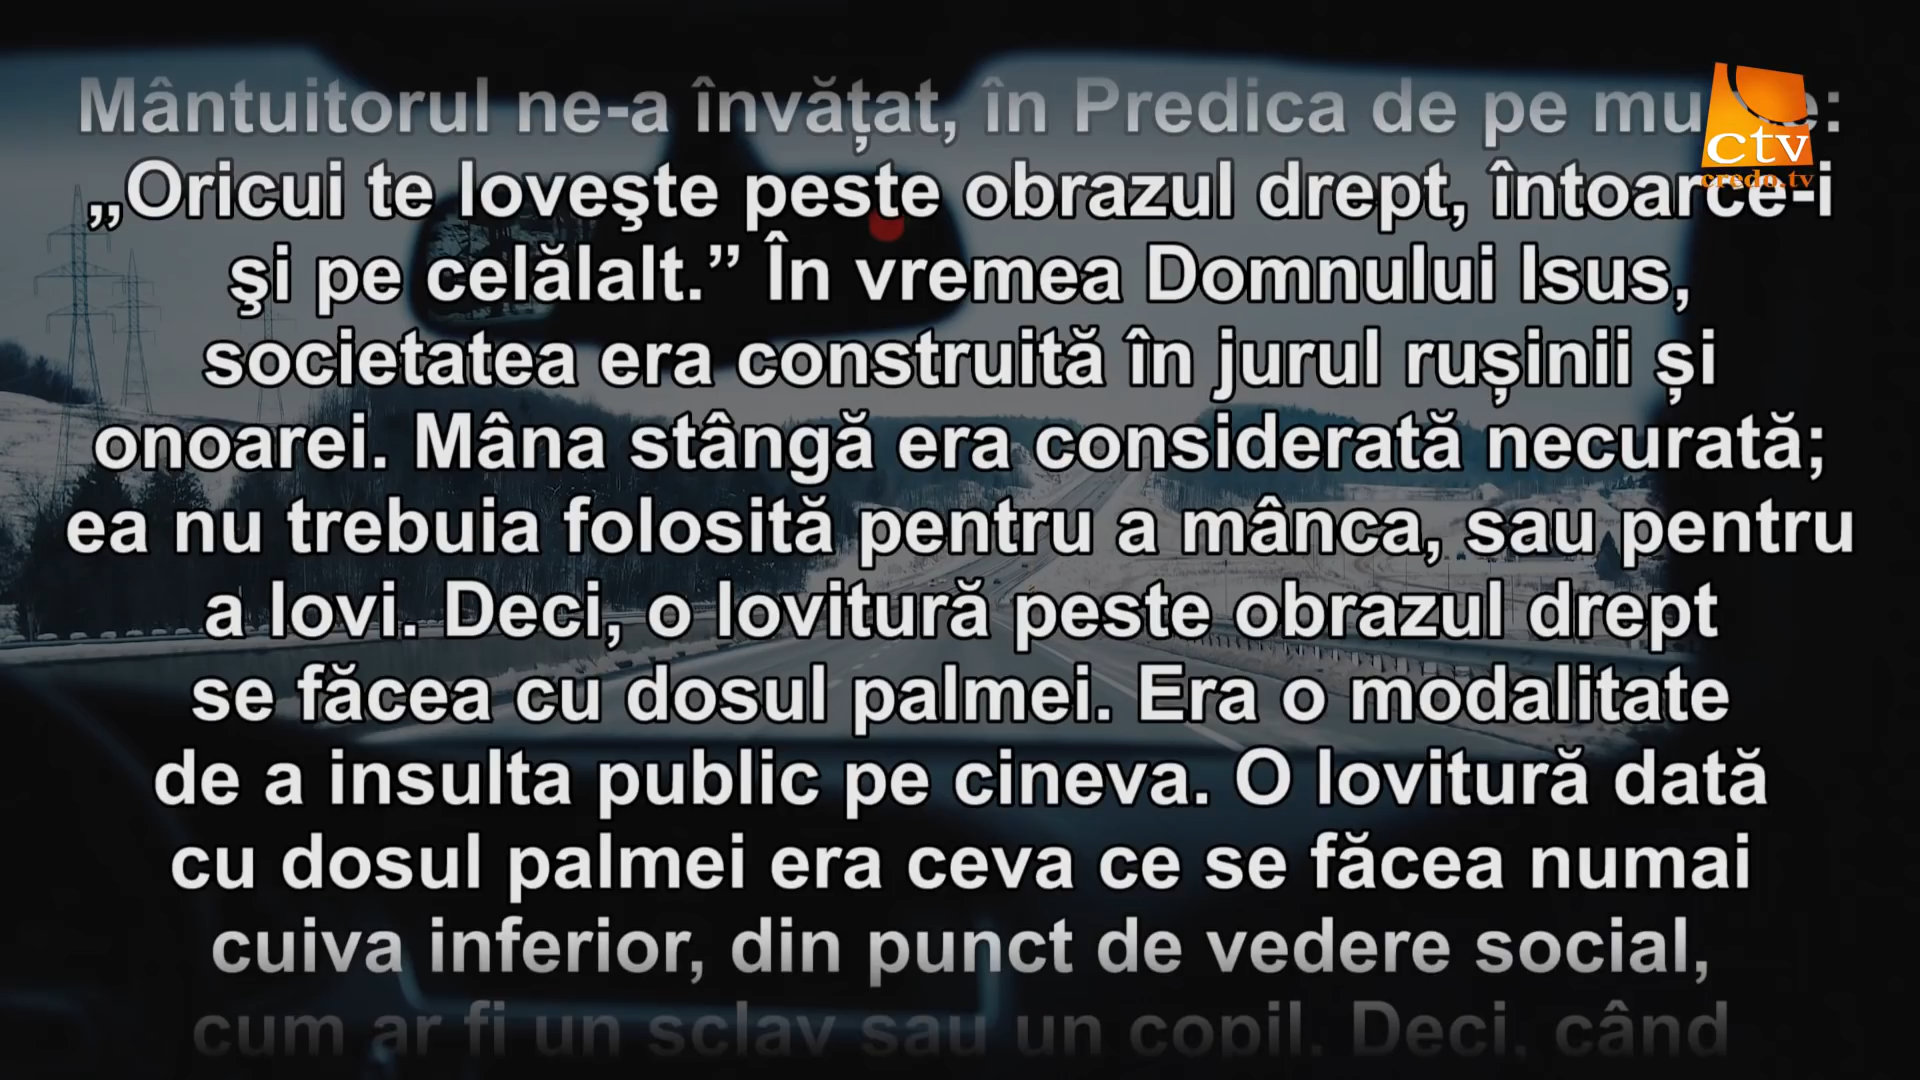 Mântuitorul ne-a învățat, în Predica de pe
„Oricui te loveşte peste obrazul drept, întoarce-i
şi pe celălalt.” În vremea Domnului Isus,
societatea era construită în jurul rușinii și
onoarei. Mâna stângă era considerată necurată;
ea nu trebuia folosită pentru a mânca, sau pentru
a lovi. Deci, o lovitură peste obrazul drept
se făcea cu dosul palmei. Era o modalitate
de a insulta public pe cineva. O lovitură dată
cu dosul palmei era ceva ce se făcea numai
cuiva inferior, din punct de vedere social,
cum ar fi un sclav sau un copil. Deci, când
ctv
credo.tv